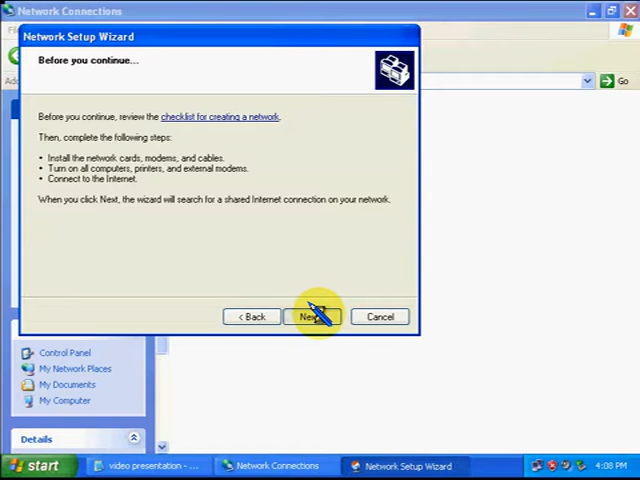 Network Connections
Network Setup Wizard
Before you continue...
Go
Before you continue, review the checklist for creating a network.
Then, complete the following steps:
• Install the network cards, modems, and cables.
• Turn on all computers, printers, and external modems.
• Connect to the Internet.
When you click Next, the wizard will search for a shared Internet connection on your network.
< Back
Cancel
Control Panel
My Network Places
My Documents
My Computer
Details
start
video presentation - ...
Network Connections
Network Setup Wizard
4:08 PM